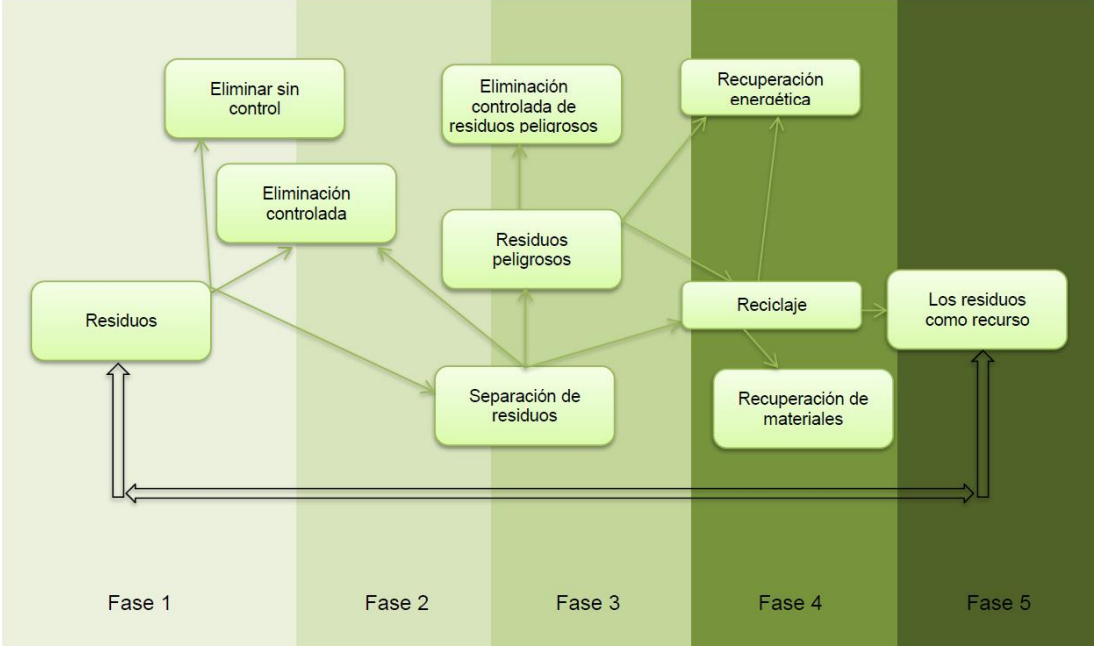 Eliminar sin
control
Eliminación
controlada de
residuos peligrosos
Recuperación
energética
Eliminación
controlada
Residuos
peligrosos
Residuos
Reciclaje
Los residuos
como recurso
Separación de
residuos
Recuperación de
materiales
Fase 1
Fase 2
Fase 3
Fase 4
Fase 5